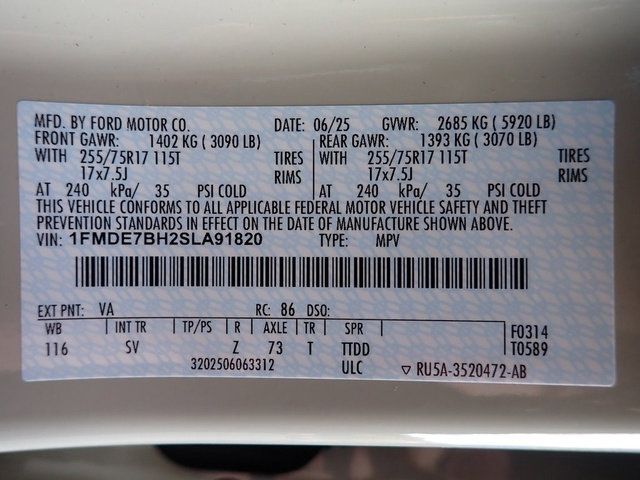 MFD. BY FORD MOTOR CO. DATE: 06/25 GVWR: 2685 KG ( 5920 LB)
FRONT GAWR: 1402 KG ( 3090 LB) REAR GAWR: 1393 KG ( 3070 LB)
WITH 255/75R17 115T TIRES WITH 255/75R17 115T TIRES
17x7.5J RIMS 17x7.5J RIMS
AT 240 kPa/ 35 PSI COLD AT 240 kPa/ 35 PSI COLD
THIS VEHICLE CONFORMS TO ALL APPLICABLE FEDERAL MOTOR VEHICLE SAFETY AND THEFT
PREVENTION STANDARDS IN EFFECT ON THE DATE OF MANUFACTURE SHOWN ABOVE.
VIN: 1FMDE7BH2SLA91820 TYPE: MPV
EXT PNT: VA RC: 86 DSO:
WB INT TR TP/PS R AXLE TR SPR F0314
116 SV Z 73 T TTDD T0589
3202506063312 ULC ▽ RU5A-3520472-AB